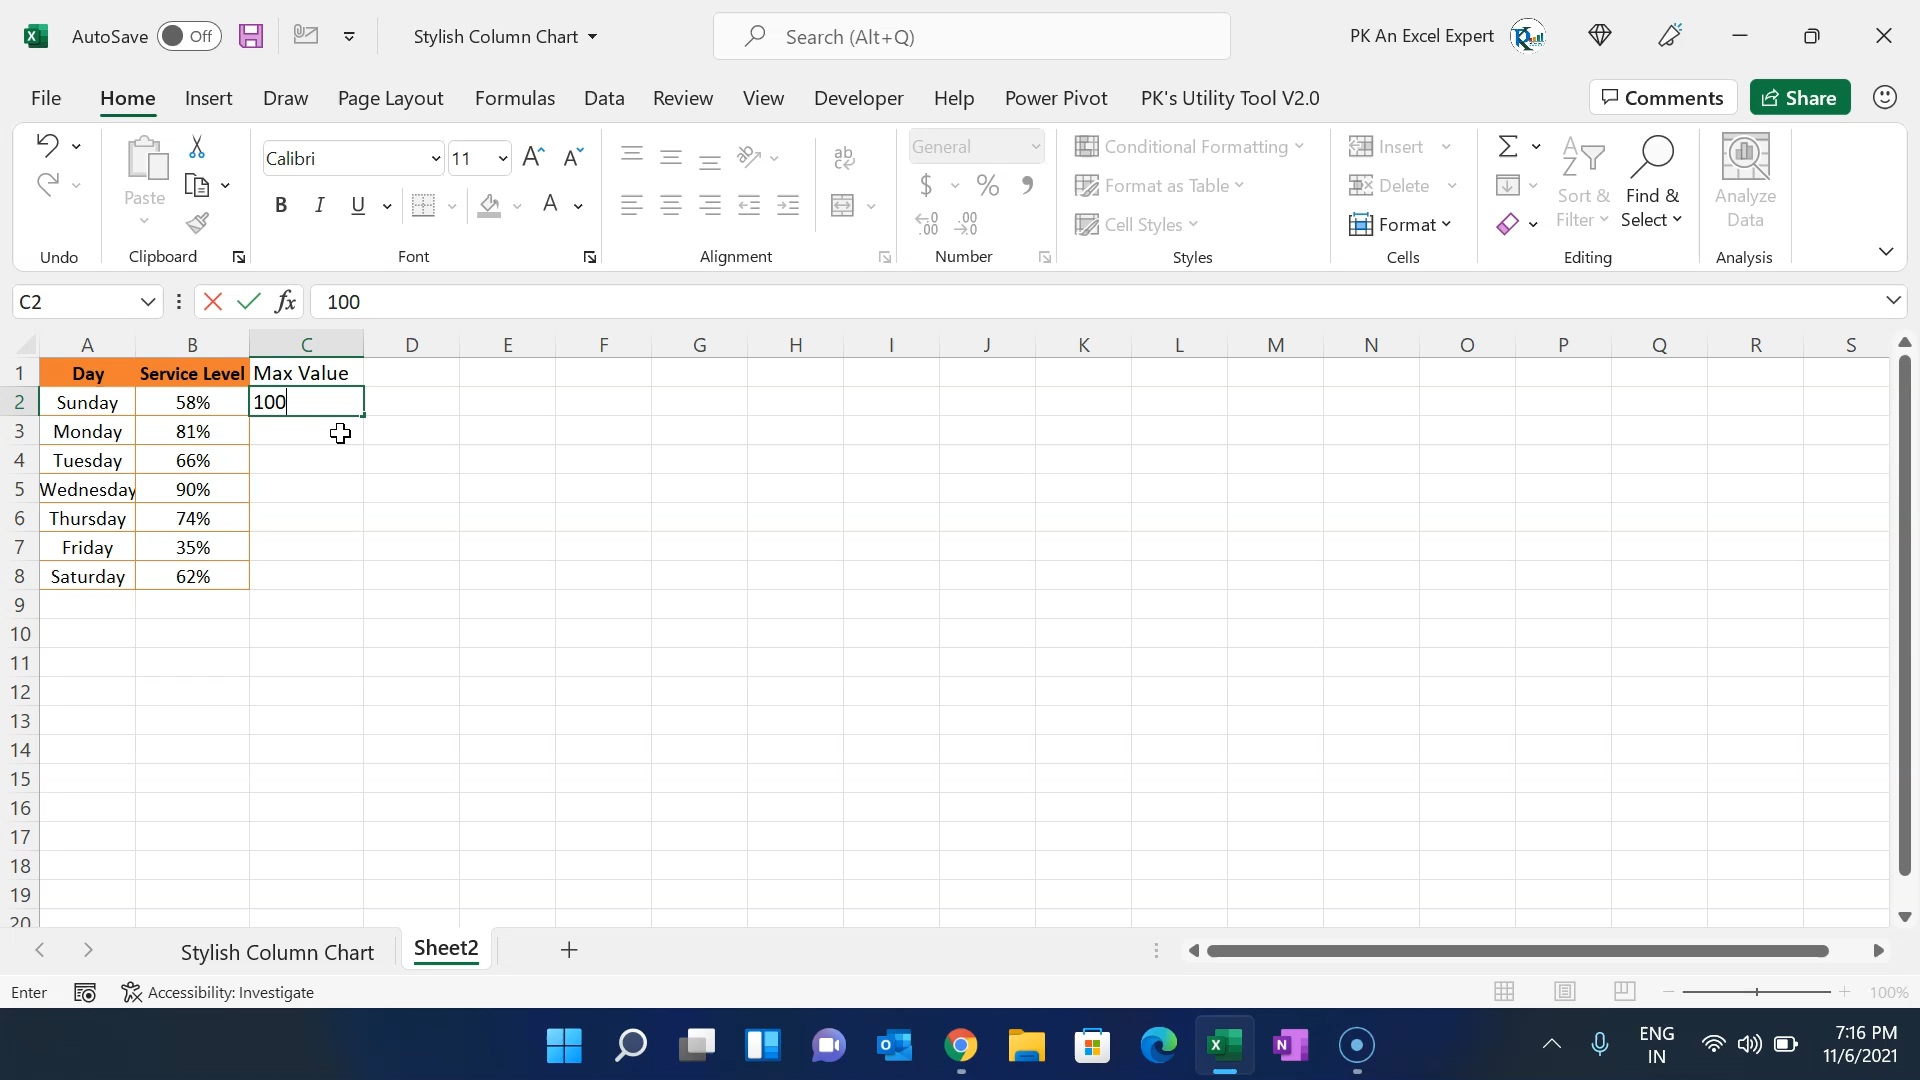 AutoSave Off Stylish Column Chart Search (Alt+Q) PK An Excel Expert
File Home Insert Draw Page Layout Formulas Data Review View Developer Help Power Pivot PK's Utility Tool V2.0 Comments Share
Calibri 11 General Conditional Formatting Insert
Paste Format as Table Delete Sort & Filter Find & Select Analyze Data
B I U A $ % Cell Styles Format
Undo Clipboard Font Alignment Number Styles Cells Editing Analysis
C2 fx 100
A B C D E F G H I J K L M N O P Q R S
1 Day Service Level Max Value
2 Sunday 58% 100
3 Monday 81%
4 Tuesday 66%
5 Wednesday 90%
6 Thursday 74%
7 Friday 35%
8 Saturday 62%
9
10
11
12
13
14
15
16
17
18
19
20
Stylish Column Chart Sheet2
Enter Accessibility: Investigate 100%
ENG 7:16 PM
IN 11/6/2021